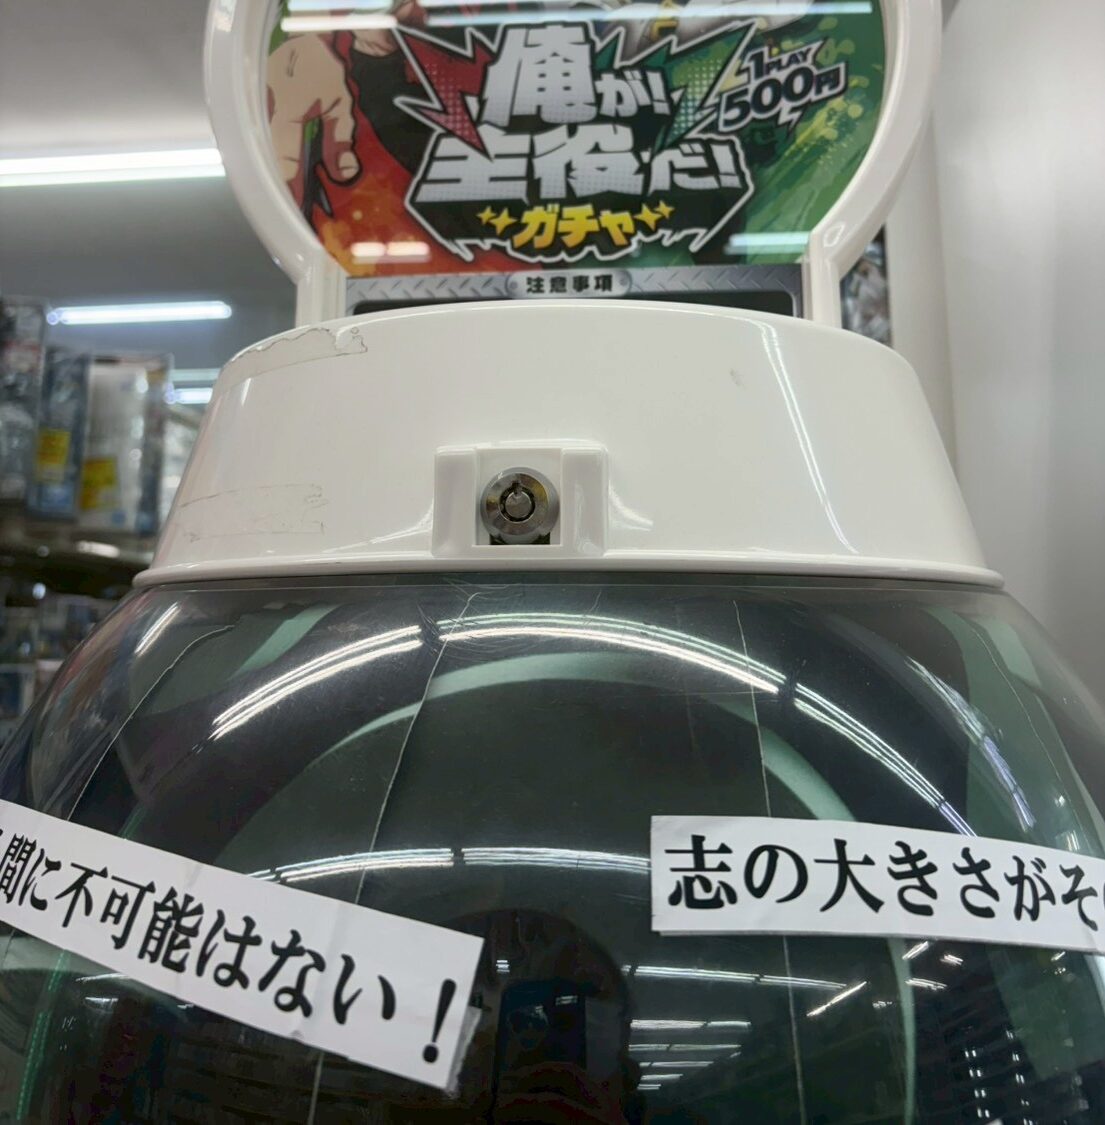 俺が!
1PLAY
500円
主役だ!
ガチャ
注意事項
間に不可能はない！
志の大きさがそ